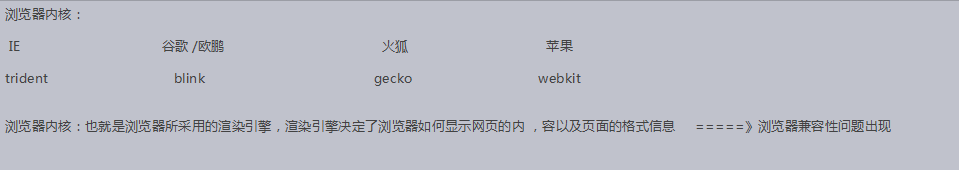 浏览器内核：
IE 谷歌 /欧鹏 火狐 苹果
trident blink gecko webkit
浏览器内核：也就是浏览器所采用的渲染引擎，渲染引擎决定了浏览器如何显示网页的内 ，容以及页面的格式信息 =====》浏览器兼容性问题出现